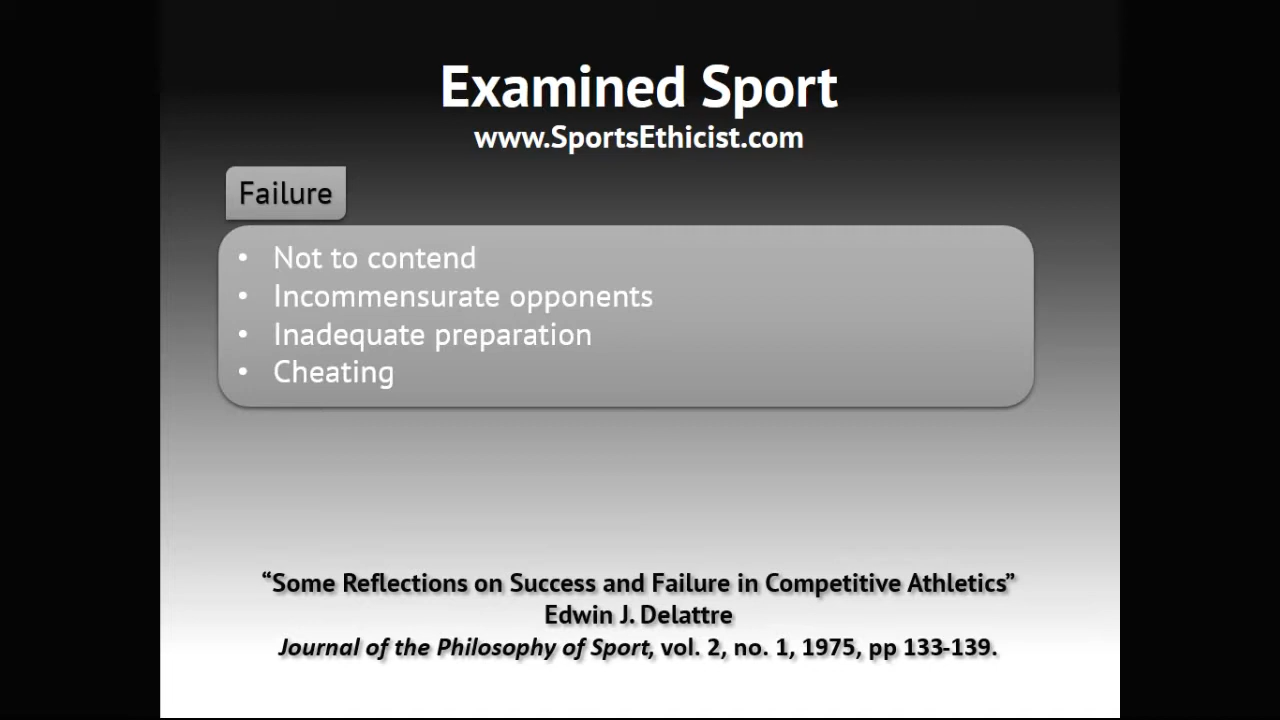 Examined Sport
www.SportsEthicist.com
Failure
• Not to contend
• Incommensurate opponents
• Inadequate preparation
• Cheating
“Some Reflections on Success and Failure in Competitive Athletics”
Edwin J. Delattre
Journal of the Philosophy of Sport, vol. 2, no. 1, 1975, pp 133-139.